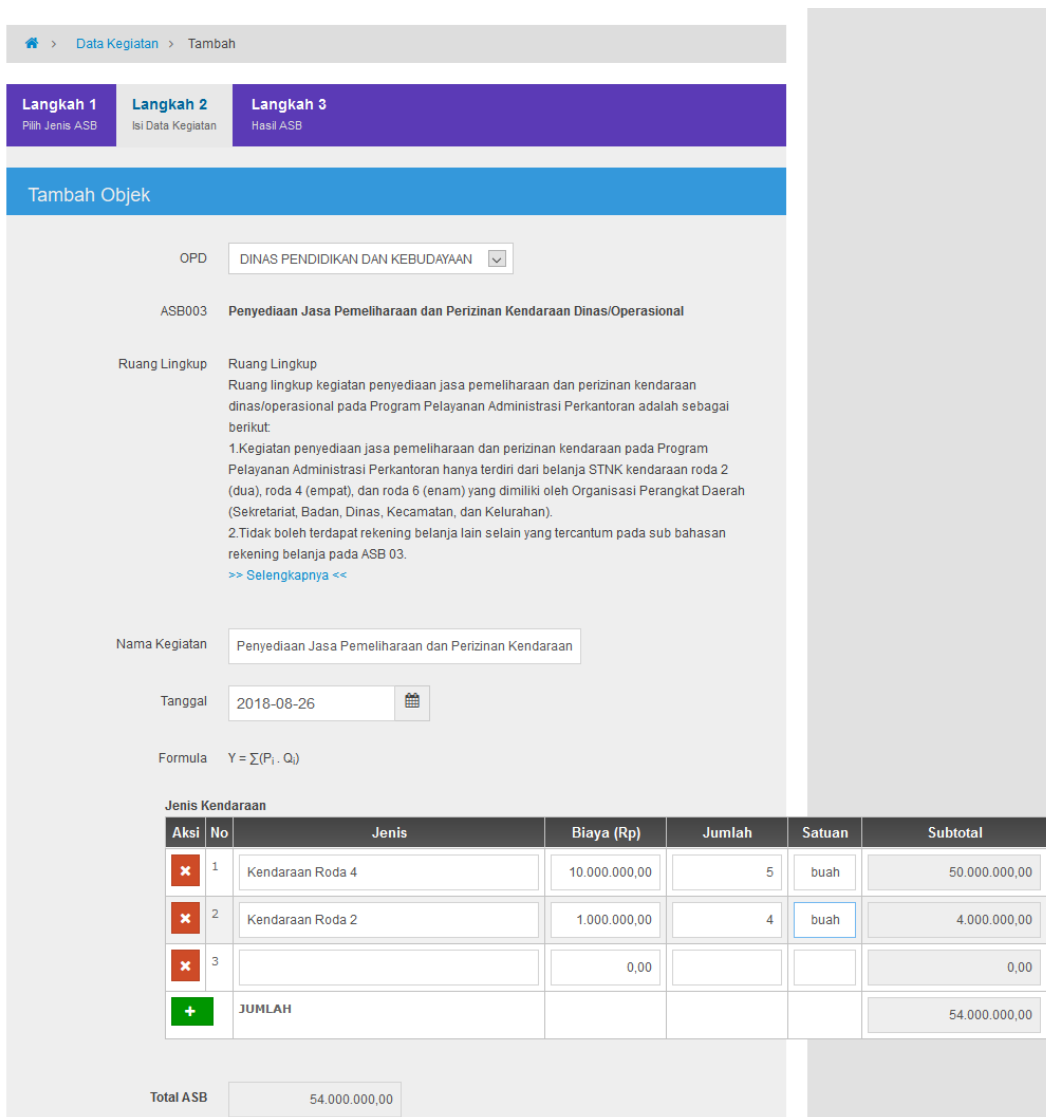 > Data Kegiatan > Tambah
Langkah 1 Langkah 2 Langkah 3
Pilih Jenis ASB Isi Data Kegiatan Hasil ASB
Tambah Objek
OPD DINAS PENDIDIKAN DAN KEBUDAYAAN
ASB003 Penyediaan Jasa Pemeliharaan dan Perizinan Kendaraan Dinas/Operasional
Ruang Lingkup Ruang Lingkup
Ruang lingkup kegiatan penyediaan jasa pemeliharaan dan perizinan kendaraan
dinas/operasional pada Program Pelayanan Administrasi Perkantoran adalah sebagai
berikut:
1.Kegiatan penyediaan jasa pemeliharaan dan perizinan kendaraan pada Program
Pelayanan Administrasi Perkantoran hanya terdiri dari belanja STNK kendaraan roda 2
(dua), roda 4 (empat), dan roda 6 (enam) yang dimiliki oleh Organisasi Perangkat Daerah
(Sekretariat, Badan, Dinas, Kecamatan, dan Kelurahan).
2.Tidak boleh terdapat rekening belanja lain selain yang tercantum pada sub bahasan
rekening belanja pada ASB 03.
>> Selengkapnya <<
Nama Kegiatan Penyediaan Jasa Pemeliharaan dan Perizinan Kendaraan
Tanggal 2018-08-26
Formula Y = ∑(Pᵢ . Qᵢ)
Jenis Kendaraan
Aksi No Jenis Biaya (Rp) Jumlah Satuan Subtotal
1 Kendaraan Roda 4 10.000.000,00 5 buah 50.000.000,00
2 Kendaraan Roda 2 1.000.000,00 4 buah 4.000.000,00
3 0,00 0,00
JUMLAH 54.000.000,00
Total ASB 54.000.000,00